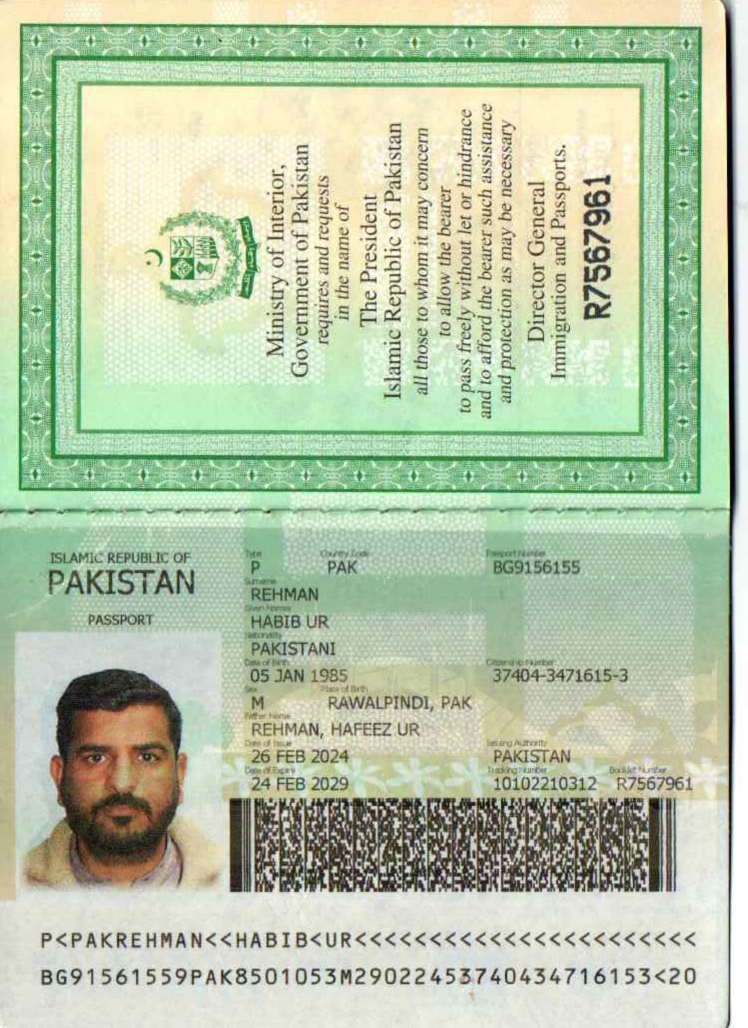 Ministry of Interior,
Government of Pakistan
requires and requests
in the name of
The President
Islamic Republic of Pakistan
all those to whom it may concern
to allow the bearer
to pass freely without let or hindrance
and to afford the bearer such assistance
and protection as may be necessary
Director General
Immigration and Passports.
R7567961
ISLAMIC REPUBLIC OF
PAKISTAN
PASSPORT
Type Country Code Passport Number
P PAK BG9156155
Surname
REHMAN
Given Names
HABIB UR
Nationality
PAKISTANI
Date of Birth Citizenship Number
05 JAN 1985 37404-3471615-3
Sex Place of Birth
M RAWALPINDI, PAK
Father Name
REHMAN, HAFEEZ UR
Date of Issue Issuing Authority
26 FEB 2024 PAKISTAN
Date of Expiry Tracking Number Booklet Number
24 FEB 2029 10102210312 R7567961
P<PAKREHMAN<<HABIB<UR<<<<<<<<<<<<<<<<<<<<<<<
BG91561559PAK8501053M29022453740434716153<20